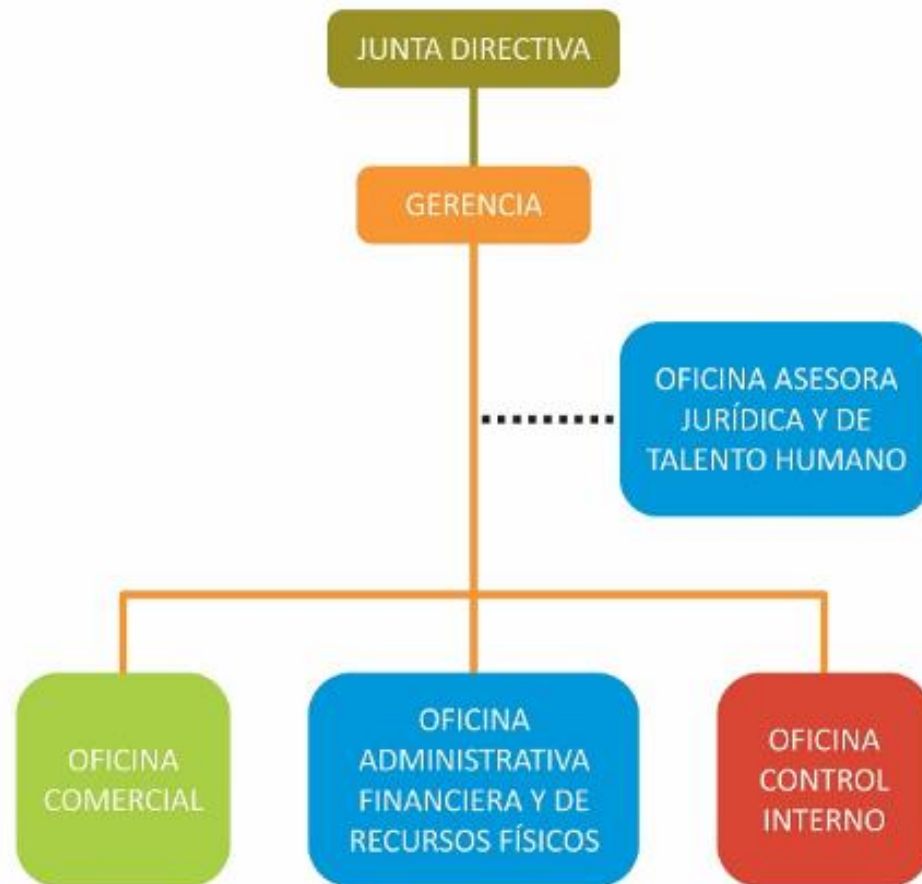 JUNTA DIRECTIVA
GERENCIA
OFICINA ASESORA
JURÍDICA Y DE
TALENTO HUMANO
OFICINA
COMERCIAL
OFICINA
ADMINISTRATIVA
FINANCIERA Y DE
RECURSOS FÍSICOS
OFICINA
CONTROL
INTERNO